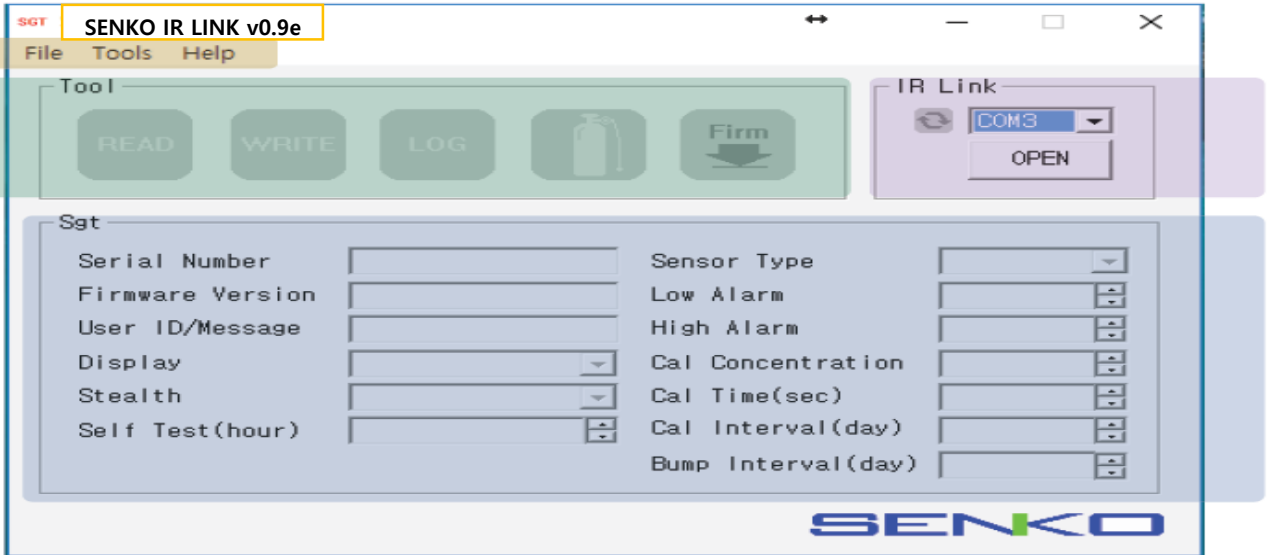 SGT SENKO IR LINK v0.9e
File Tools Help
Tool
READ WRITE LOG Firm
IR Link
COM3
OPEN
Sgt
Serial Number
Firmware Version
User ID/Message
Display
Stealth
Self Test(hour)
Sensor Type
Low Alarm
High Alarm
Cal Concentration
Cal Time(sec)
Cal Interval(day)
Bump Interval(day)
SENKO